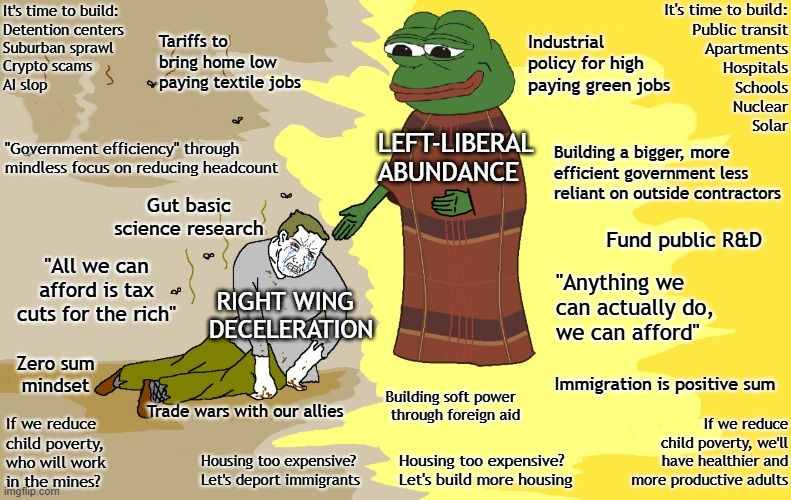 It's time to build:
Detention centers
Suburban sprawl
Crypto scams
AI slop
Tariffs to
bring home low
paying textile jobs
"Government efficiency" through
mindless focus on reducing headcount
Gut basic
science research
"All we can
afford is tax
cuts for the rich"
RIGHT WING
DECELERATION
Zero sum
mindset
Trade wars with our allies
If we reduce
child poverty,
who will work
in the mines?
Housing too expensive?
Let's deport immigrants
LEFT-LIBERAL
ABUNDANCE
Industrial
policy for high
paying green jobs
It's time to build:
Public transit
Apartments
Hospitals
Schools
Nuclear
Solar
Building a bigger, more
efficient government less
reliant on outside contractors
Fund public R&D
"Anything we
can actually do,
we can afford"
Immigration is positive sum
Building soft power
through foreign aid
Housing too expensive?
Let's build more housing
If we reduce
child poverty, we'll
have healthier and
more productive adults
imgflip.com